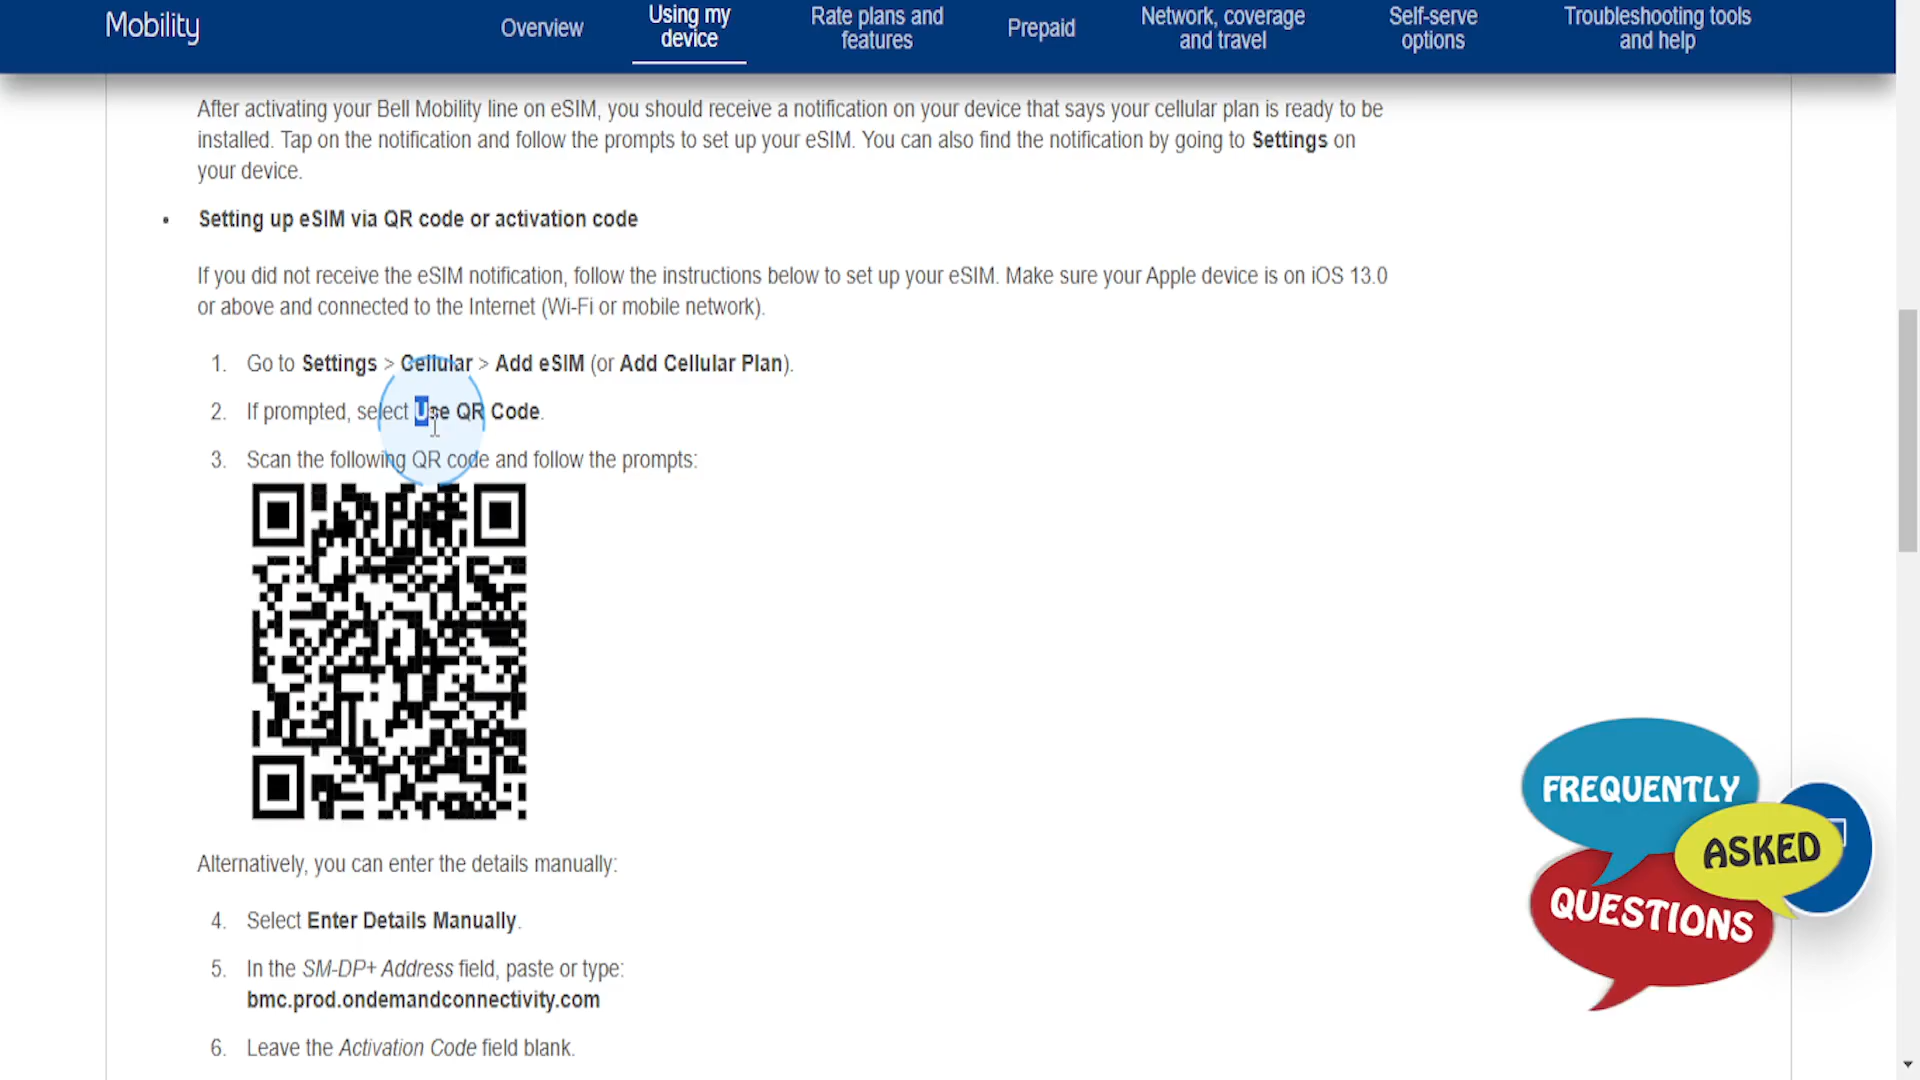 Mobility
Overview
Using my
device
Rate plans and
features
Prepaid
Network, coverage
and travel
Self-serve
options
Troubleshooting tools
and help
After activating your Bell Mobility line on eSIM, you should receive a notification on your device that says your cellular plan is ready to be
installed. Tap on the notification and follow the prompts to set up your eSIM. You can also find the notification by going to Settings on
your device.
• Setting up eSIM via QR code or activation code
If you did not receive the eSIM notification, follow the instructions below to set up your eSIM. Make sure your Apple device is on iOS 13.0
or above and connected to the Internet (Wi-Fi or mobile network).
1. Go to Settings > Cellular > Add eSIM (or Add Cellular Plan).
2. If prompted, select Use QR Code.
3. Scan the following QR code and follow the prompts:
Alternatively, you can enter the details manually:
4. Select Enter Details Manually.
5. In the SM-DP+ Address field, paste or type:
bmc.prod.ondemandconnectivity.com
6. Leave the Activation Code field blank.
FREQUENTLY
ASKED
QUESTIONS